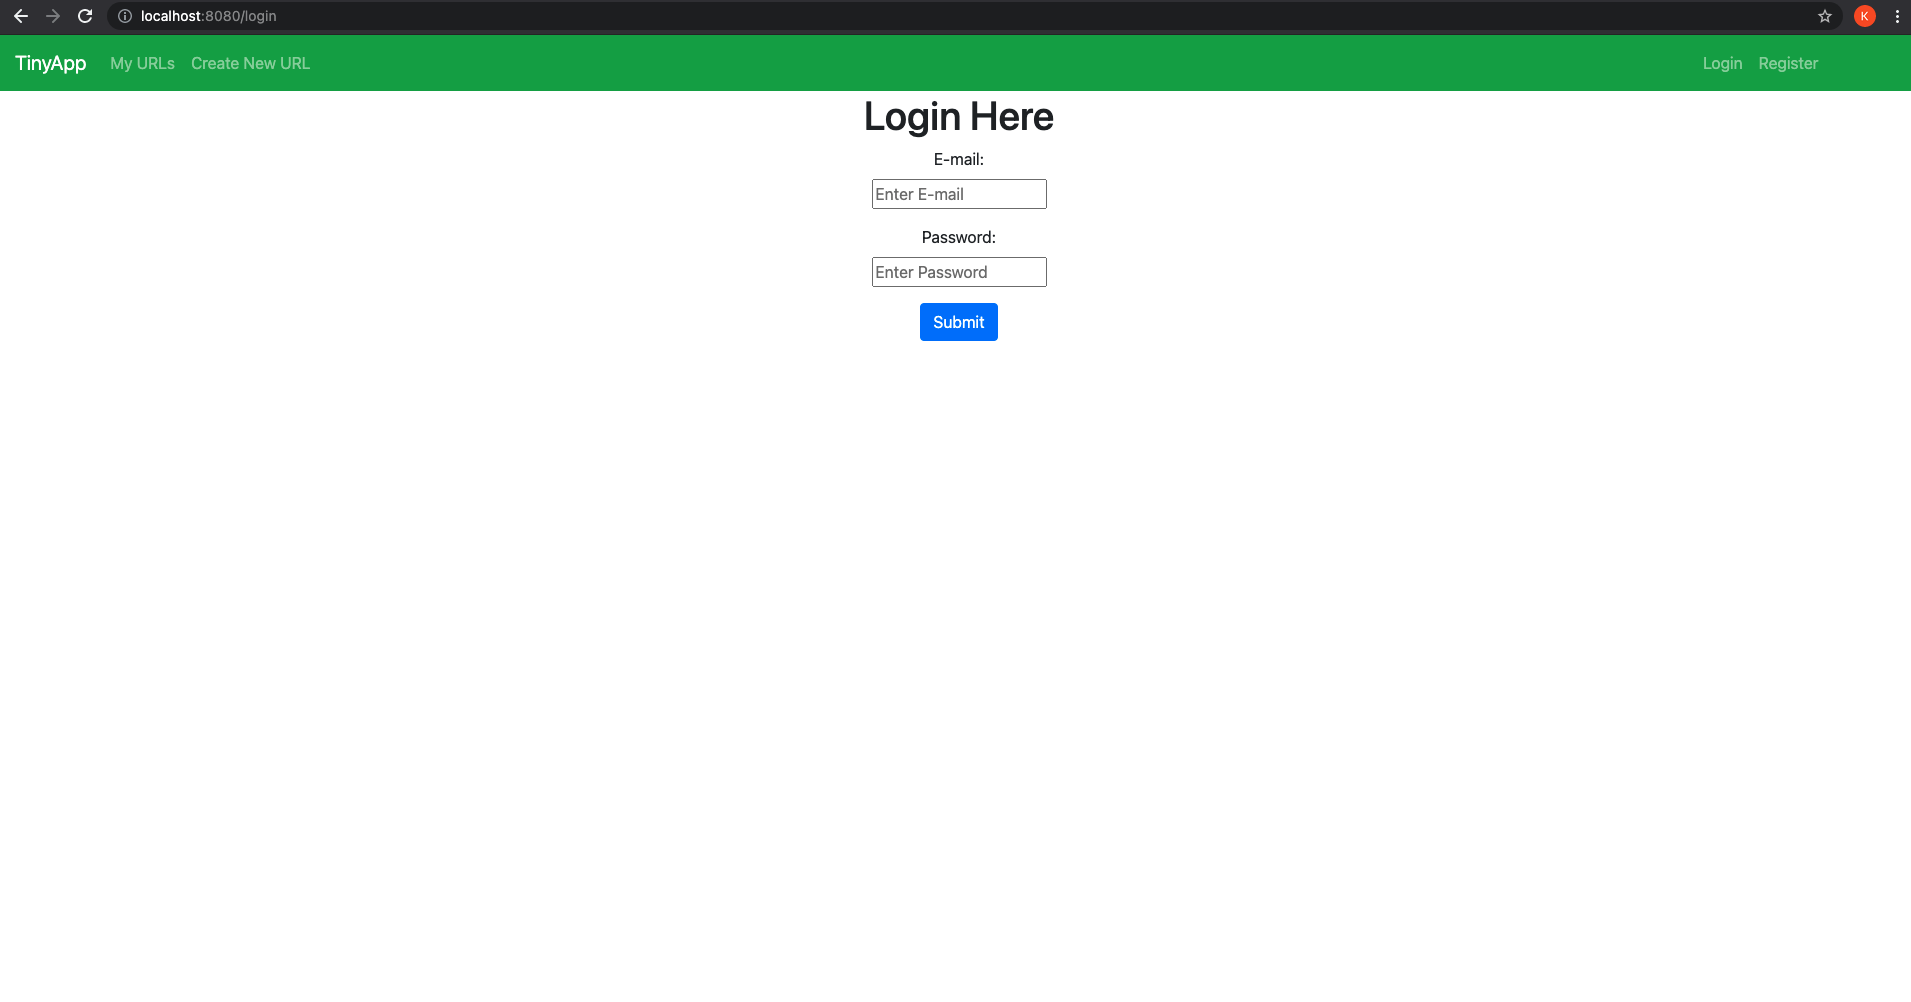 localhost:8080/login
K
TinyApp My URLs Create New URL Login Register
Login Here
E-mail:
Enter E-mail
Password:
Enter Password
Submit